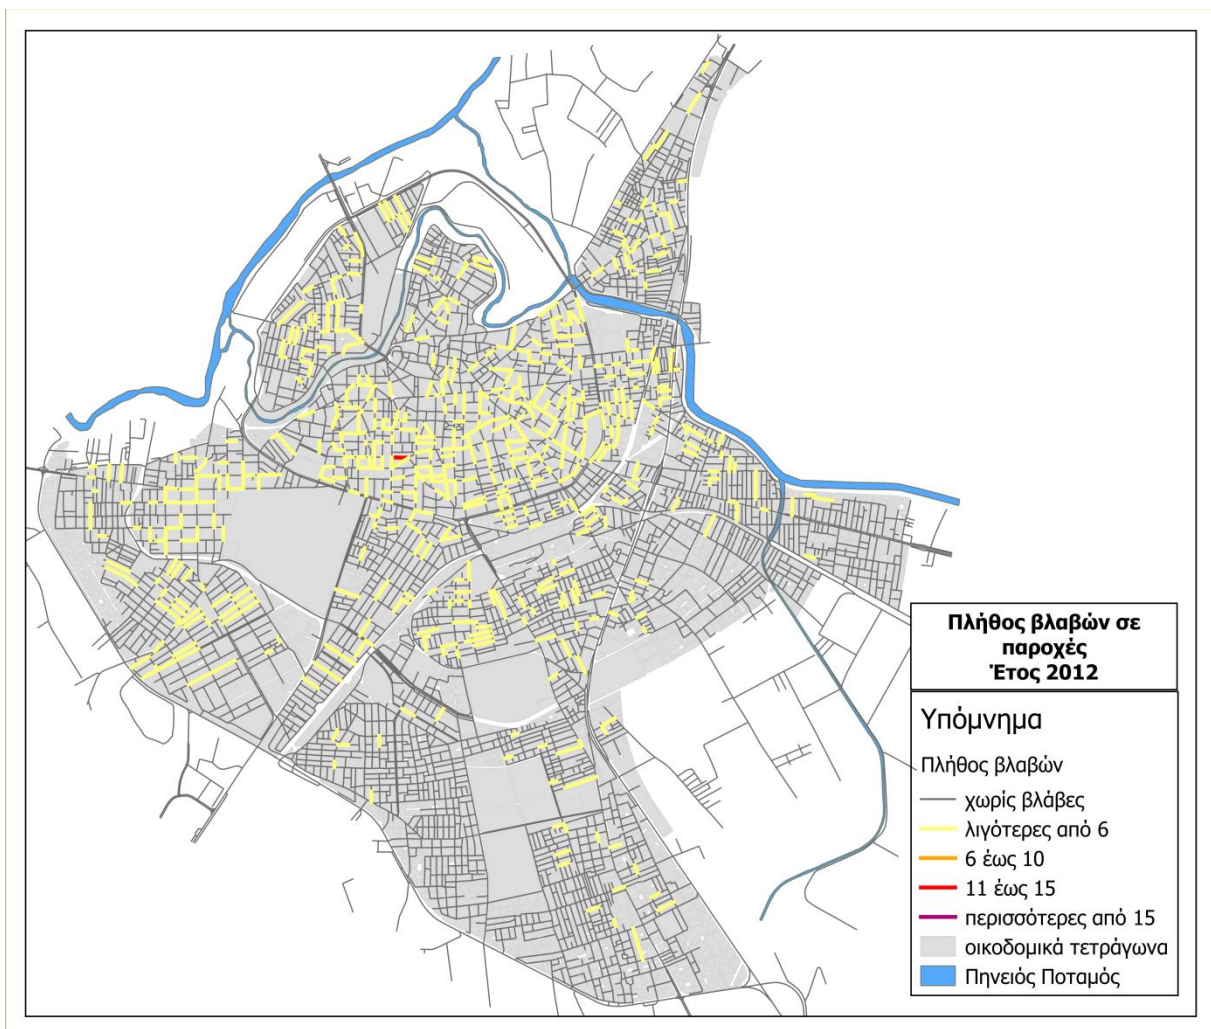 Πλήθος βλαβών σε
παροχές
Έτος 2012
Υπόμνημα
Πλήθος βλαβών
χωρίς βλάβες
λιγότερες από 6
6 έως 10
11 έως 15
περισσότερες από 15
οικοδομικά τετράγωνα
Πηνειός Ποταμός